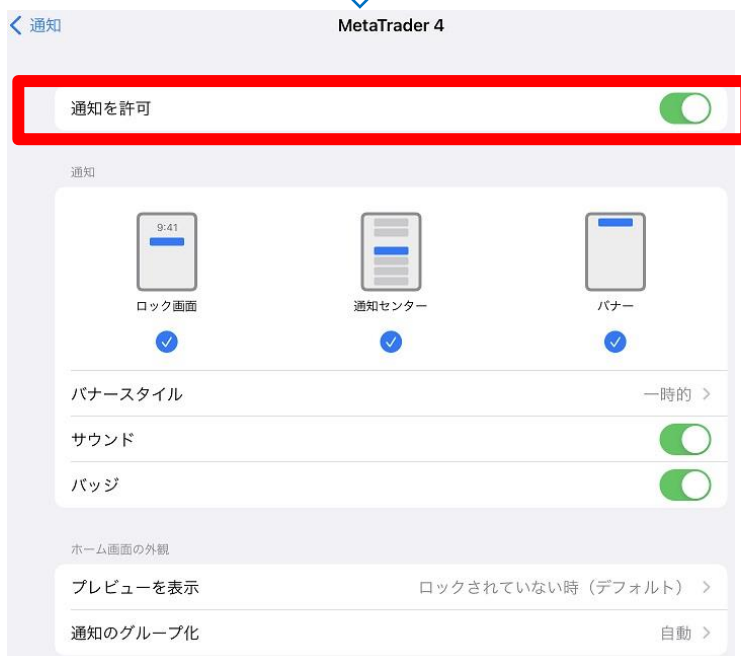 通知
MetaTrader 4
通知を許可
通知
9:41
ロック画面
通知センター
バナー
バナースタイル
一時的
サウンド
バッジ
ホーム画面の外観
プレビューを表示
ロックされていない時（デフォルト）
通知のグループ化
自動